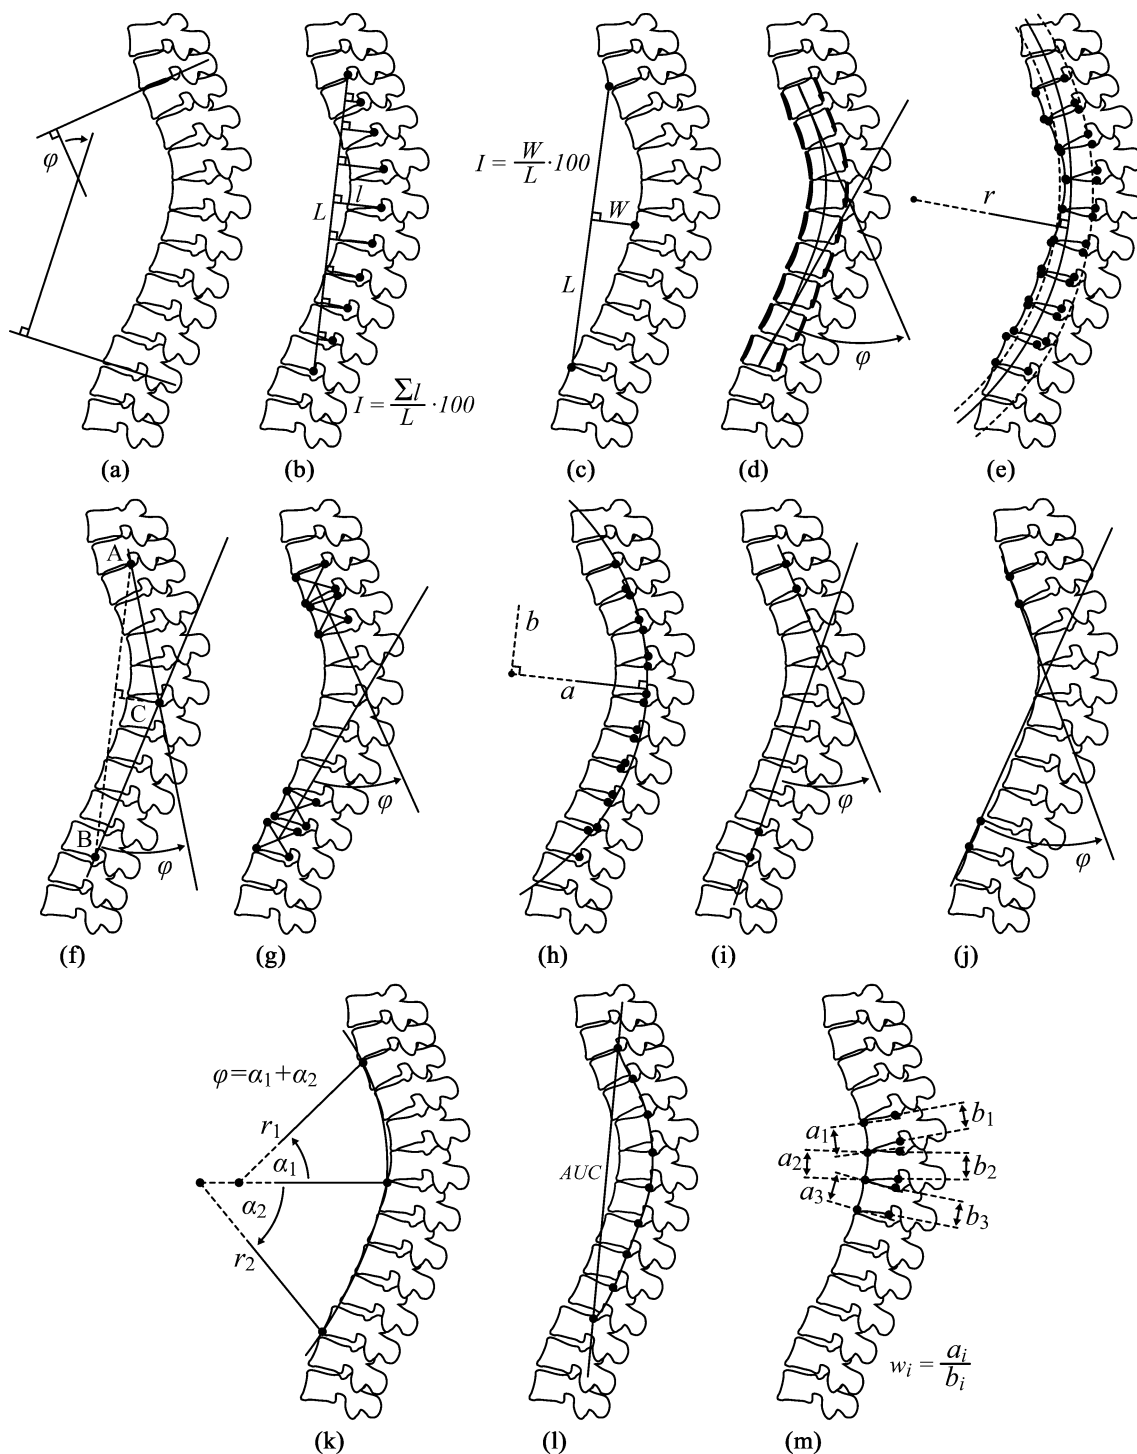 φ
(a)
L
l
I = Σl/L ·100
(b)
I = W/L ·100
W
L
(c)
φ
(d)
r
(e)
A
C
B
φ
(f)
φ
(g)
b
a
(h)
φ
(i)
φ
(j)
φ=α₁+α₂
r₁
α₁
α₂
r₂
(k)
AUC
(l)
a₁
b₁
a₂
b₂
a₃
b₃
wᵢ = aᵢ/bᵢ
(m)